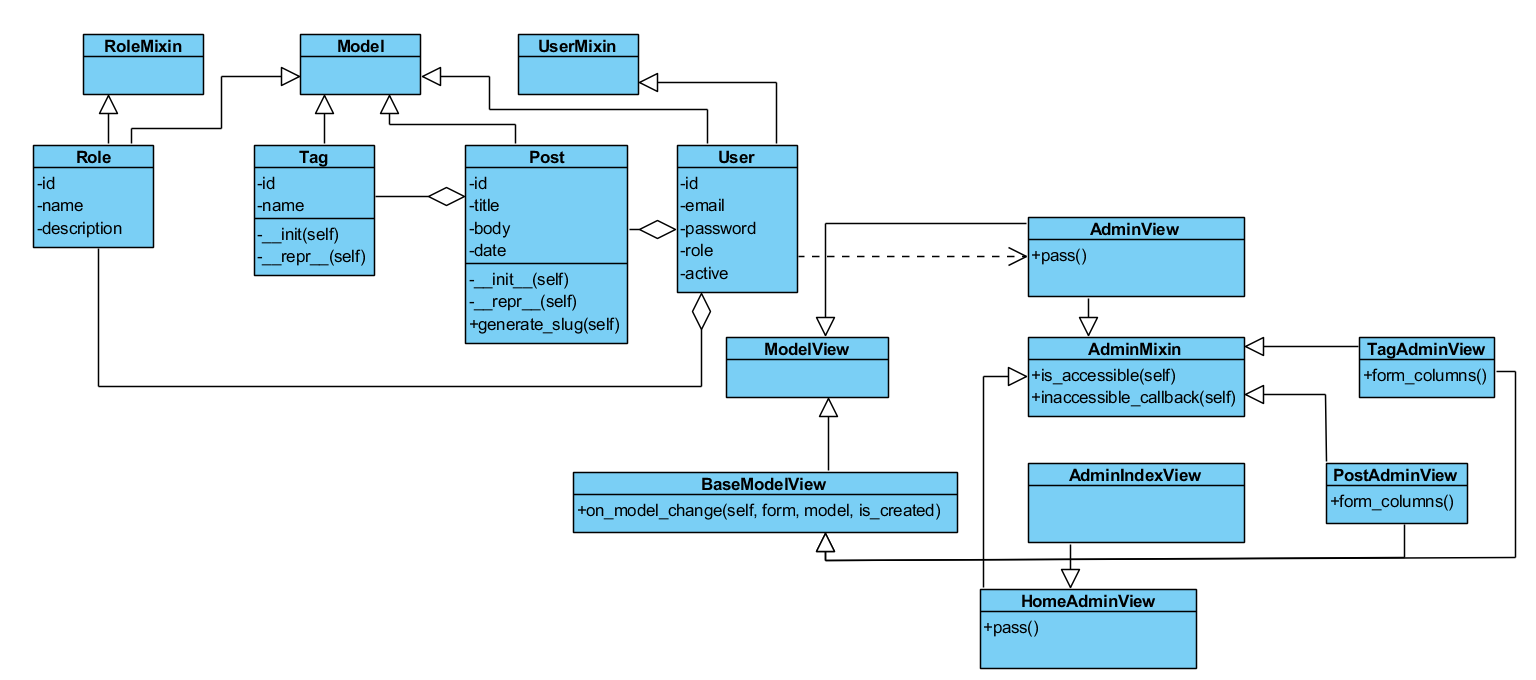 RoleMixin
Model
UserMixin
Role
-id
-name
-description
Tag
-id
-name
-__init(self)
-__repr__(self)
Post
-id
-title
-body
-date
-__init__(self)
-__repr__(self)
+generate_slug(self)
User
-id
-email
-password
-role
-active
AdminView
+pass()
ModelView
AdminMixin
+is_accessible(self)
+inaccessible_callback(self)
TagAdminView
+form_columns()
BaseModelView
+on_model_change(self, form, model, is_created)
AdminIndexView
PostAdminView
+form_columns()
HomeAdminView
+pass()